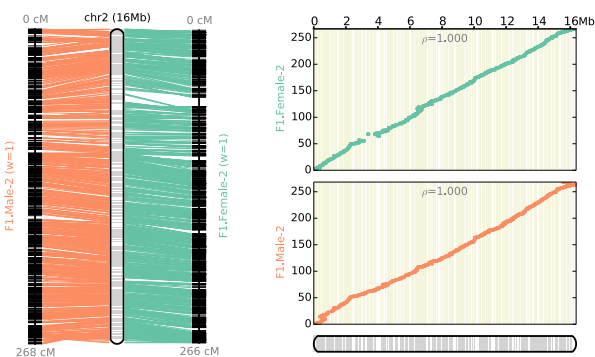 0 cM
chr2 (16Mb)
0 cM
F1.Male-2 (w=1)
F1.Female-2 (w=1)
268 cM
266 cM
0 2 4 6 8 10 12 14 16Mb
ρ=1.000
F1.Female-2
250
200
150
100
50
0
ρ=1.000
F1.Male-2
250
200
150
100
50
0